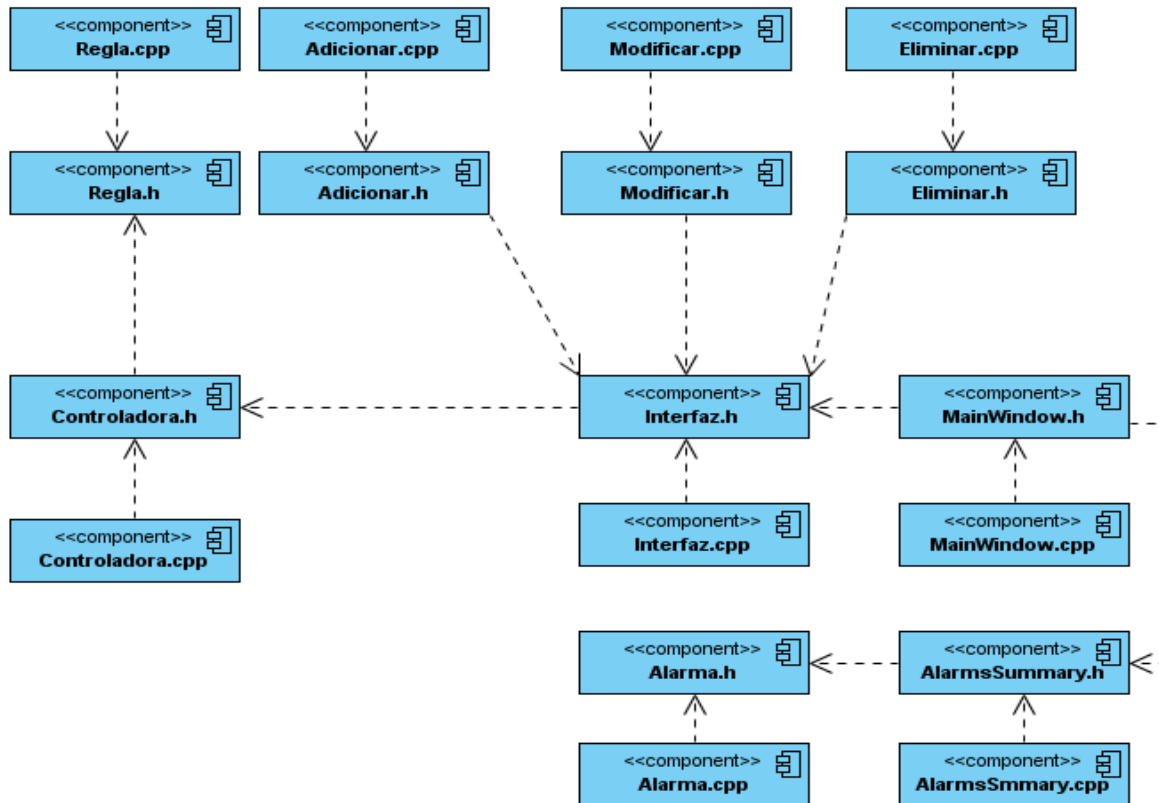 <<component>>
Regla.cpp
<<component>>
Adicionar.cpp
<<component>>
Modificar.cpp
<<component>>
Eliminar.cpp
<<component>>
Regla.h
<<component>>
Adicionar.h
<<component>>
Modificar.h
<<component>>
Eliminar.h
<<component>>
Controladora.h
<<component>>
Interfaz.h
<<component>>
MainWindow.h
<<component>>
Controladora.cpp
<<component>>
Interfaz.cpp
<<component>>
MainWindow.cpp
<<component>>
Alarma.h
<<component>>
AlarmsSummary.h
<<component>>
Alarma.cpp
<<component>>
AlarmsSmmary.cpp